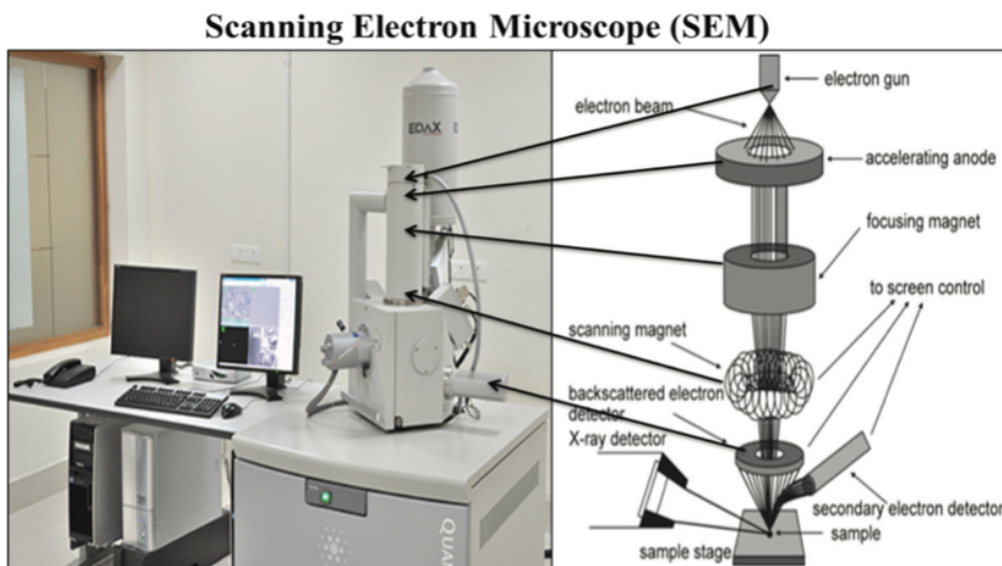 Scanning Electron Microscope (SEM)
EDAX
QUAN
electron gun
electron beam
accelerating anode
focusing magnet
to screen control
scanning magnet
backscattered electron
detector
X-ray detector
secondary electron detector
sample
sample stage